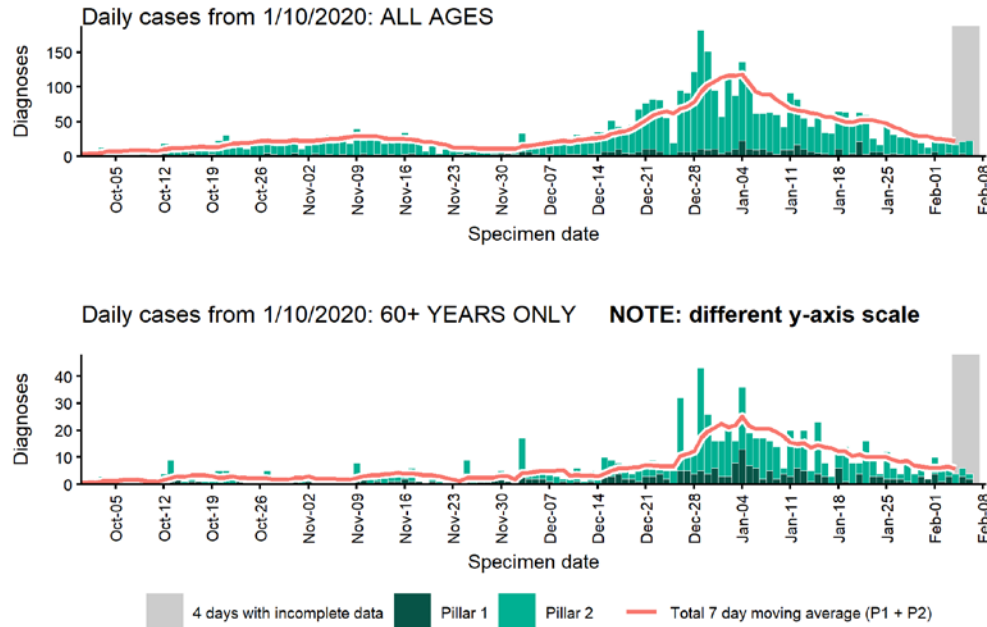 Daily cases from 1/10/2020: ALL AGES
Diagnoses
150
100
50
0
Oct-05
Oct-12
Oct-19
Oct-26
Nov-02
Nov-09
Nov-16
Nov-23
Nov-30
Dec-07
Dec-14
Dec-21
Dec-28
Jan-04
Jan-11
Jan-18
Jan-25
Feb-01
Feb-08
Specimen date
Daily cases from 1/10/2020: 60+ YEARS ONLY NOTE: different y-axis scale
Diagnoses
40
30
20
10
0
Oct-05
Oct-12
Oct-19
Oct-26
Nov-02
Nov-09
Nov-16
Nov-23
Nov-30
Dec-07
Dec-14
Dec-21
Dec-28
Jan-04
Jan-11
Jan-18
Jan-25
Feb-01
Feb-08
Specimen date
4 days with incomplete data Pillar 1 Pillar 2 Total 7 day moving average (P1 + P2)